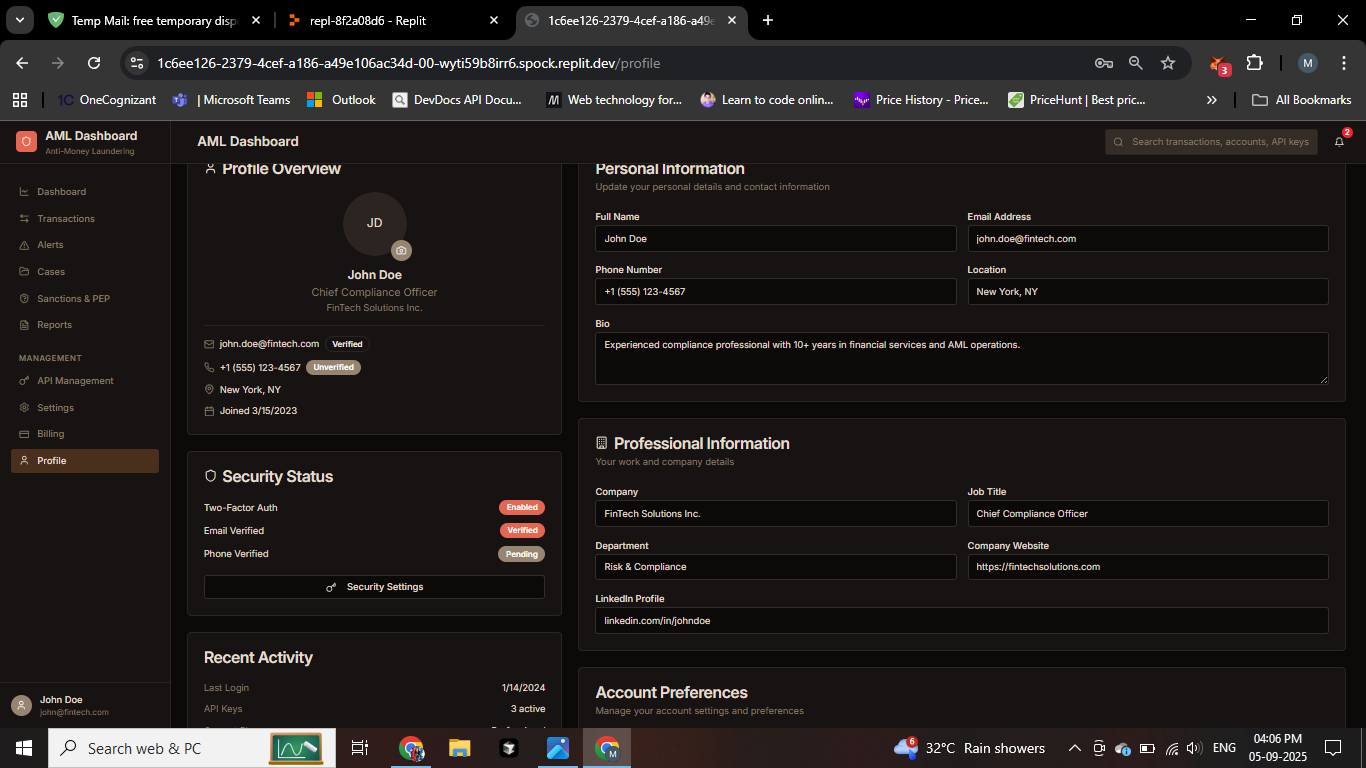 Temp Mail: free temporary disp
repl-8f2a08d6 - Replit
1c6ee126-2379-4cef-a186-a49e
1c6ee126-2379-4cef-a186-a49e106ac34d-00-wyti59b8irr6.spock.replit.dev/profile
3
M
1C OneCognizant
| Microsoft Teams
Outlook
DevDocs API Docu...
M Web technology for...
Learn to code onlin...
Price History - Price...
PriceHunt | Best pric...
»
All Bookmarks
AML Dashboard
Anti-Money Laundering
AML Dashboard
Search transactions, accounts, API keys
2
Dashboard
Transactions
Alerts
Cases
Sanctions & PEP
Reports
MANAGEMENT
API Management
Settings
Billing
Profile
John Doe
john@fintech.com
Profile Overview
JD
John Doe
Chief Compliance Officer
FinTech Solutions Inc.
john.doe@fintech.com Verified
+1 (555) 123-4567 Unverified
New York, NY
Joined 3/15/2023
Security Status
Two-Factor Auth Enabled
Email Verified Verified
Phone Verified Pending
Security Settings
Recent Activity
Last Login 1/14/2024
API Keys 3 active
Personal Information
Update your personal details and contact information
Full Name
John Doe
Email Address
john.doe@fintech.com
Phone Number
+1 (555) 123-4567
Location
New York, NY
Bio
Experienced compliance professional with 10+ years in financial services and AML operations.
Professional Information
Your work and company details
Company
FinTech Solutions Inc.
Job Title
Chief Compliance Officer
Department
Risk & Compliance
Company Website
https://fintechsolutions.com
LinkedIn Profile
linkedin.com/in/johndoe
Account Preferences
Manage your account settings and preferences
Search web & PC
M
6
32°C Rain showers
ENG
04:06 PM
05-09-2025